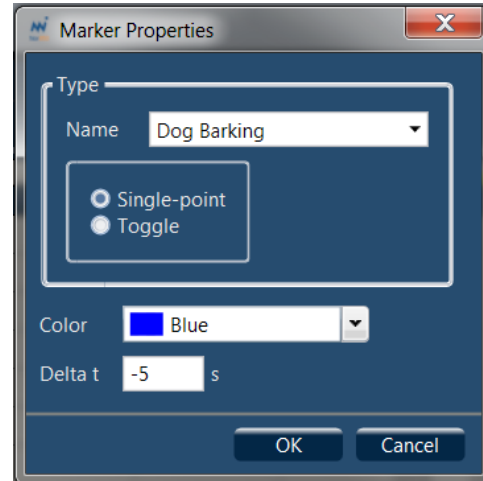 Marker Properties
Type
Name Dog Barking
Single-point
Toggle
Color Blue
Delta t -5 s
OK Cancel